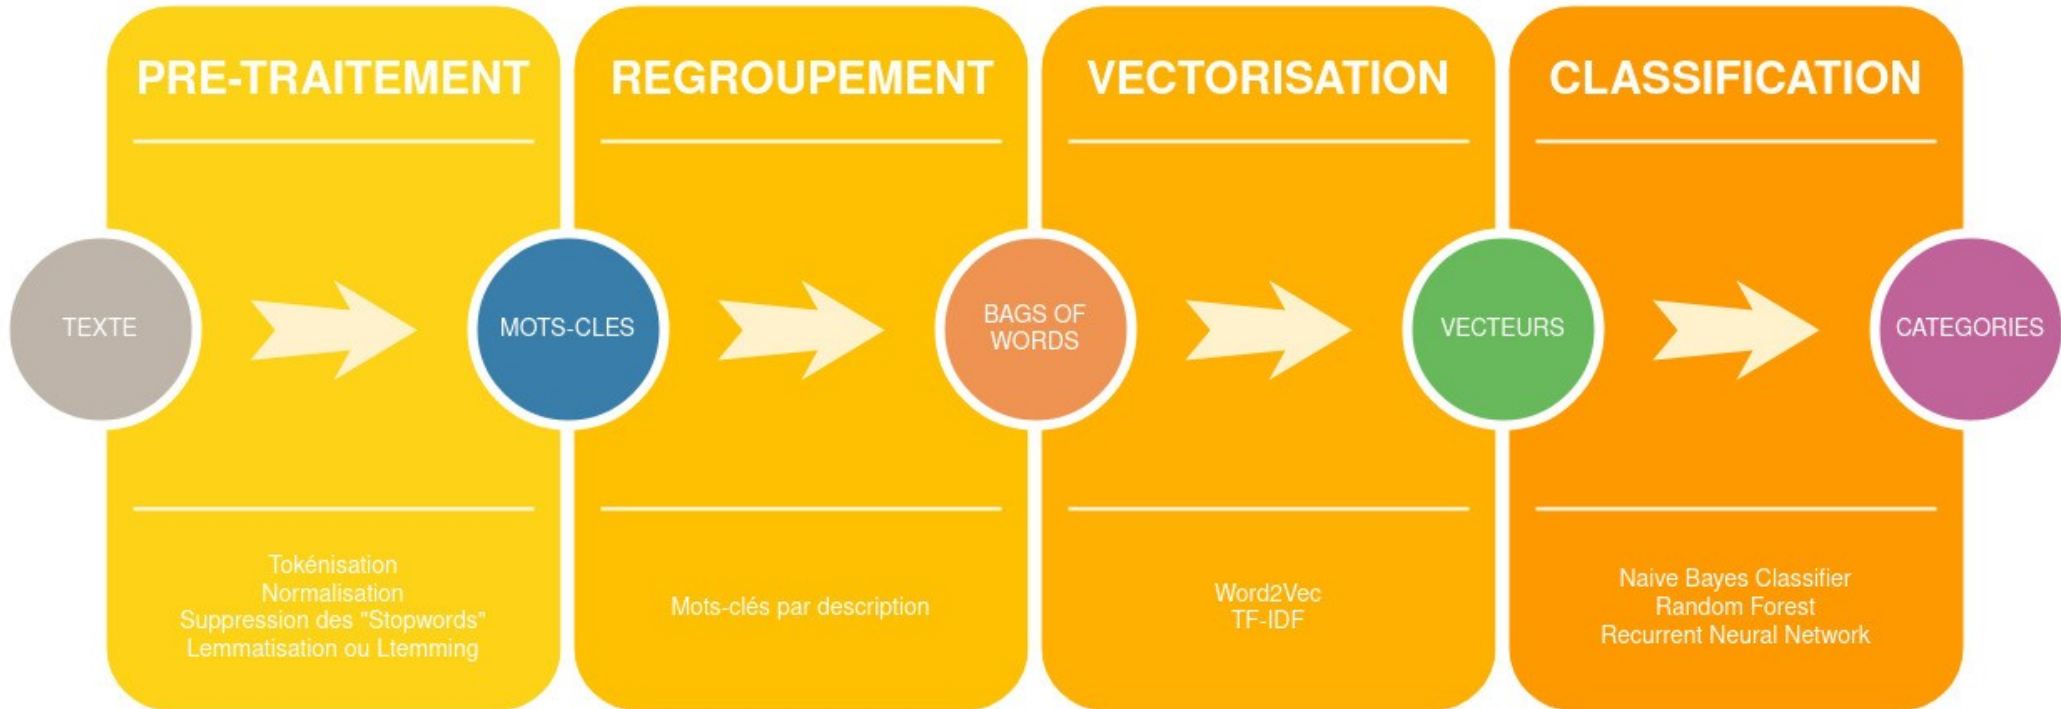 PRE-TRAITEMENT
REGROUPEMENT
VECTORISATION
CLASSIFICATION
TEXTE
MOTS-CLES
BAGS OF
WORDS
VECTEURS
CATEGORIES
Tokénisation
Normalisation
Suppression des "Stopwords"
Lemmatisation ou Ltemming
Mots-clés par description
Word2Vec
TF-IDF
Naive Bayes Classifier
Random Forest
Recurrent Neural Network